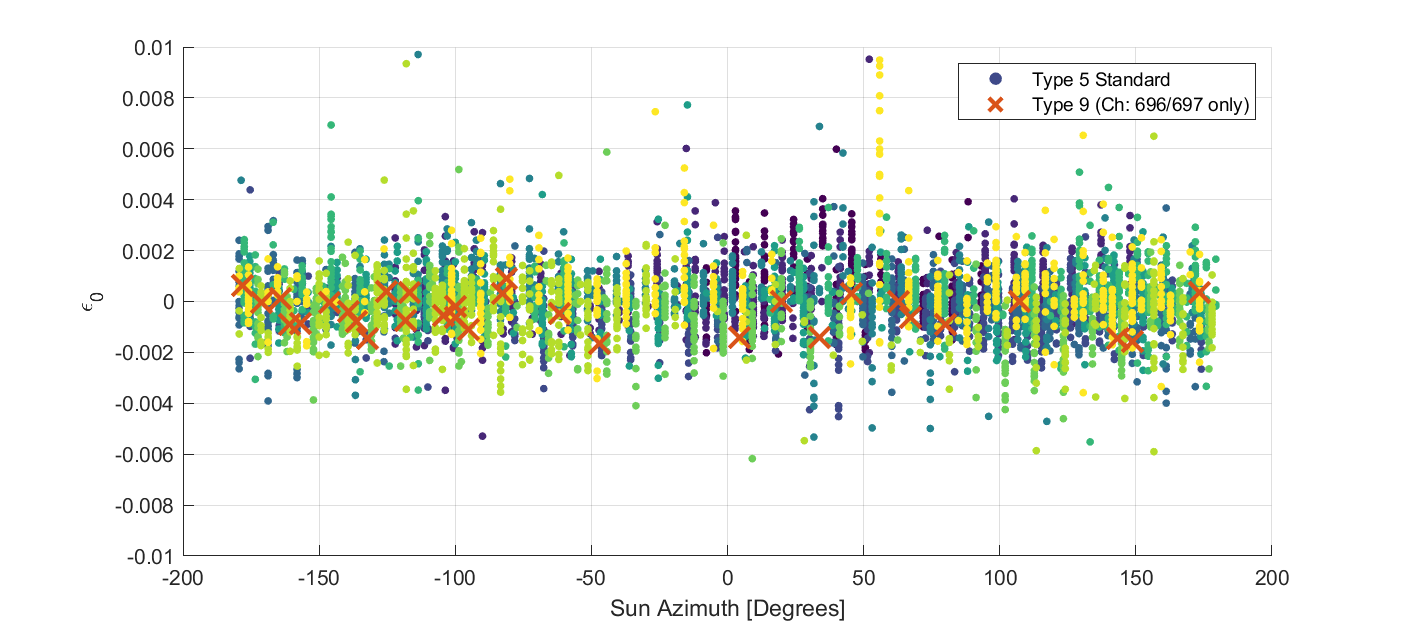 0.01
0.008
0.006
0.004
0.002
0
-0.002
-0.004
-0.006
-0.008
-0.01
ϵ0
-200 -150 -100 -50 0 50 100 150 200
Sun Azimuth [Degrees]
Type 5 Standard
Type 9 (Ch: 696/697 only)